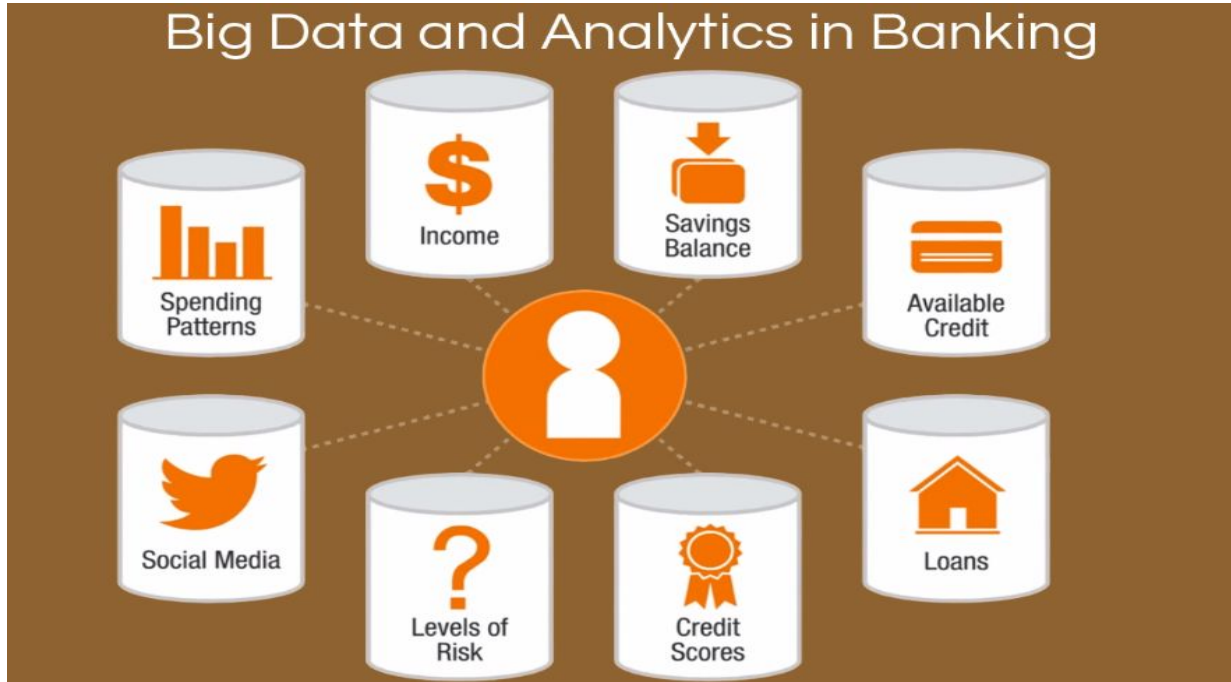 Big Data and Analytics in Banking
$
Income
Savings
Balance
Spending
Patterns
Available
Credit
Social Media
?
Levels of
Risk
Credit
Scores
Loans